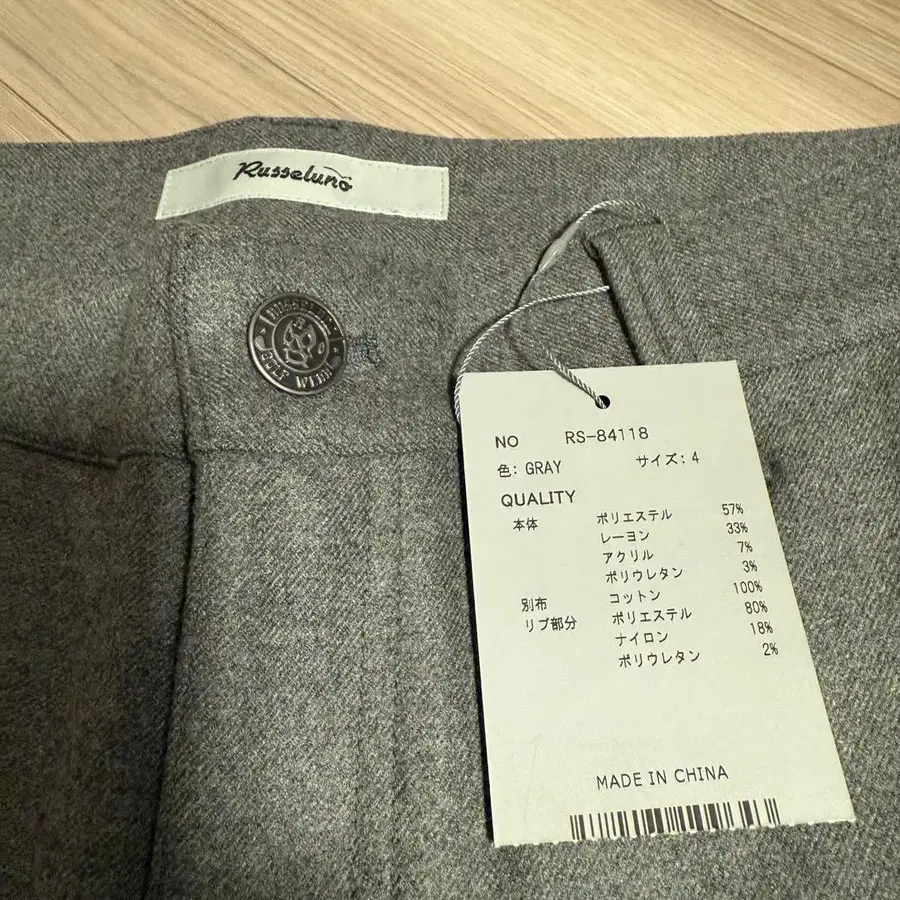 Russeluno
RUSSELUNO
GOLF WEAR
NO RS-84118
色: GRAY サイズ: 4
QUALITY
本体 ポリエステル 57%
レーヨン 33%
アクリル 7%
ポリウレタン 3%
別布 コットン 100%
リブ部分 ポリエステル 80%
ナイロン 18%
ポリウレタン 2%
MADE IN CHINA